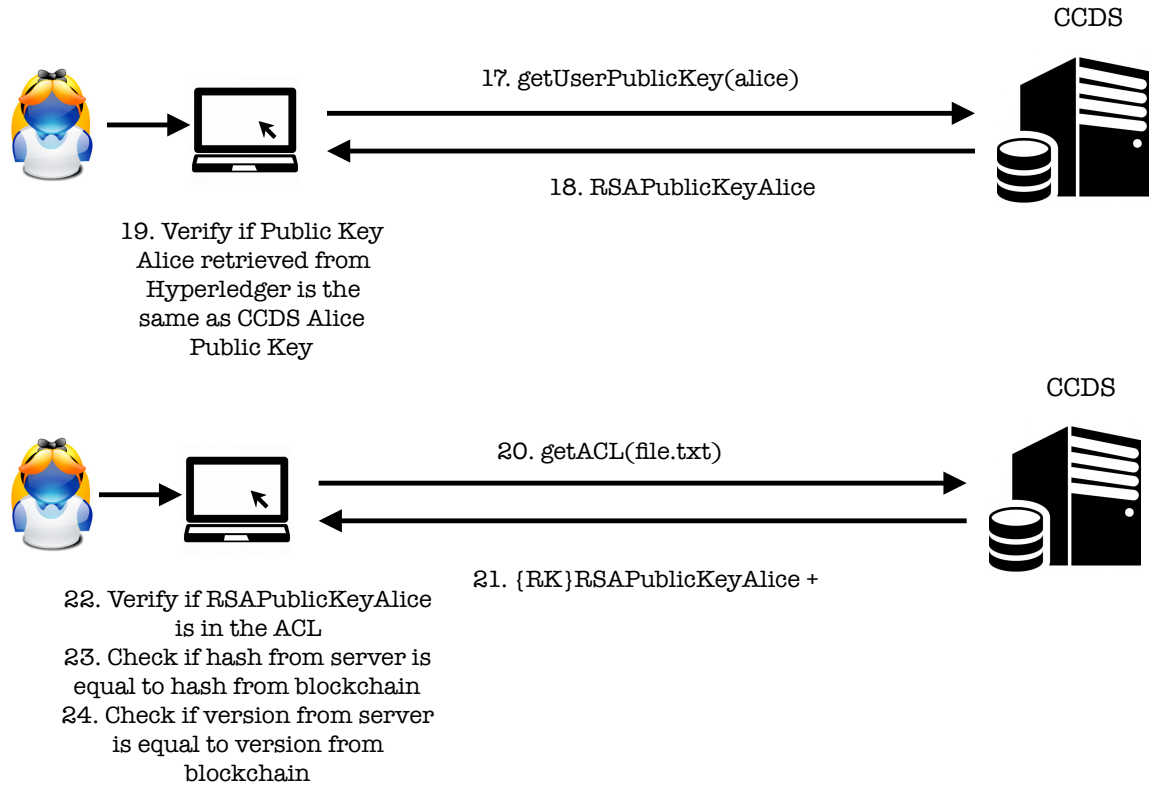 CCDS
17. getUserPublicKey(alice)
18. RSAPublicKeyAlice
19. Verify if Public Key
Alice retrieved from
Hyperledger is the
same as CCDS Alice
Public Key
CCDS
20. getACL(file.txt)
21. {RK}RSAPublicKeyAlice +
22. Verify if RSAPublicKeyAlice
is in the ACL
23. Check if hash from server is
equal to hash from blockchain
24. Check if version from server
is equal to version from
blockchain